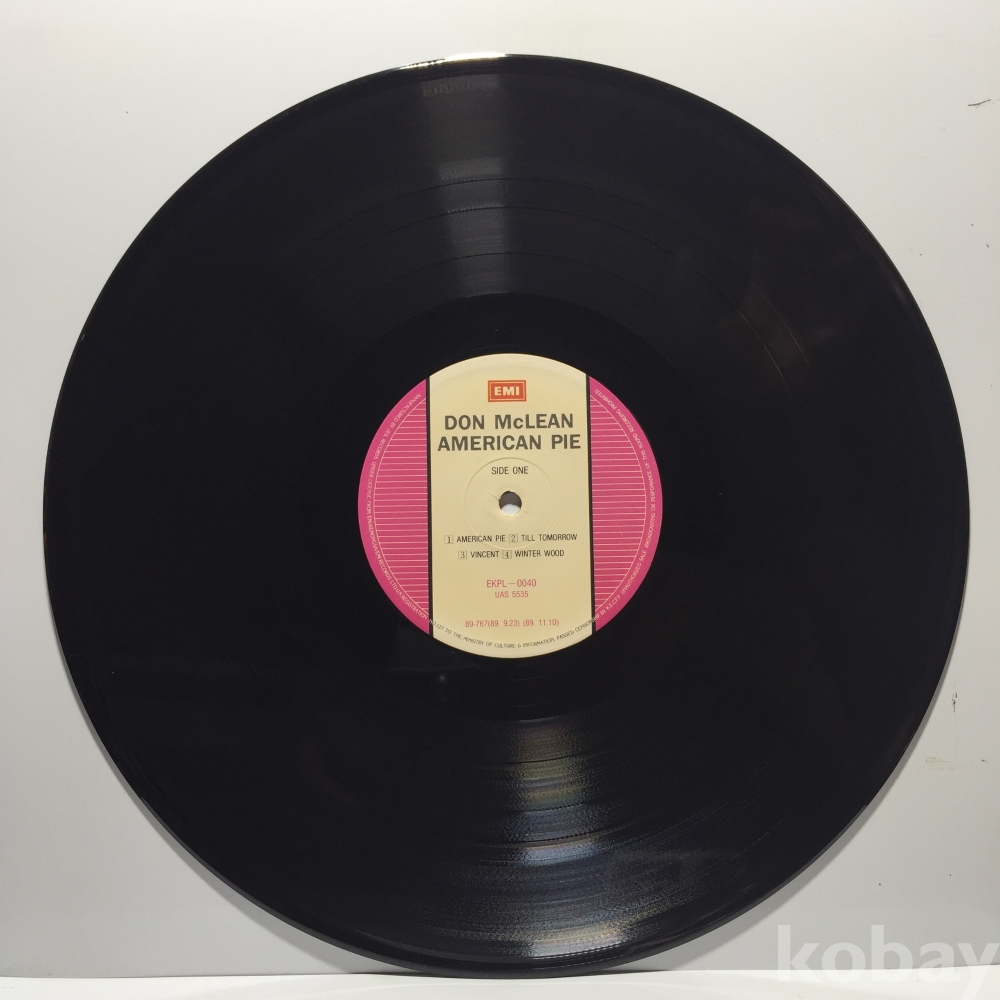 EMI
DON McLEAN
AMERICAN PIE
SIDE ONE
1 AMERICAN PIE 2 TILL TOMORROW
3 VINCENT 4 WINTER WOOD
EKPL-0040
UAS 5535
89-767(89. 9.23) (89. 11.10)
TO THE MINISTRY OF CULTURE & INFORMATION, PASSED CENSORSHIP
kobay